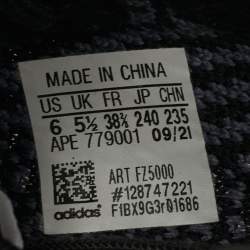 MADE IN CHINA
US UK FR JP CHN
6 5½ 38⅔ 240 235
APE 779001 09/21
ART FZ5000
#128747221
adidas® F1BX9G3r01686